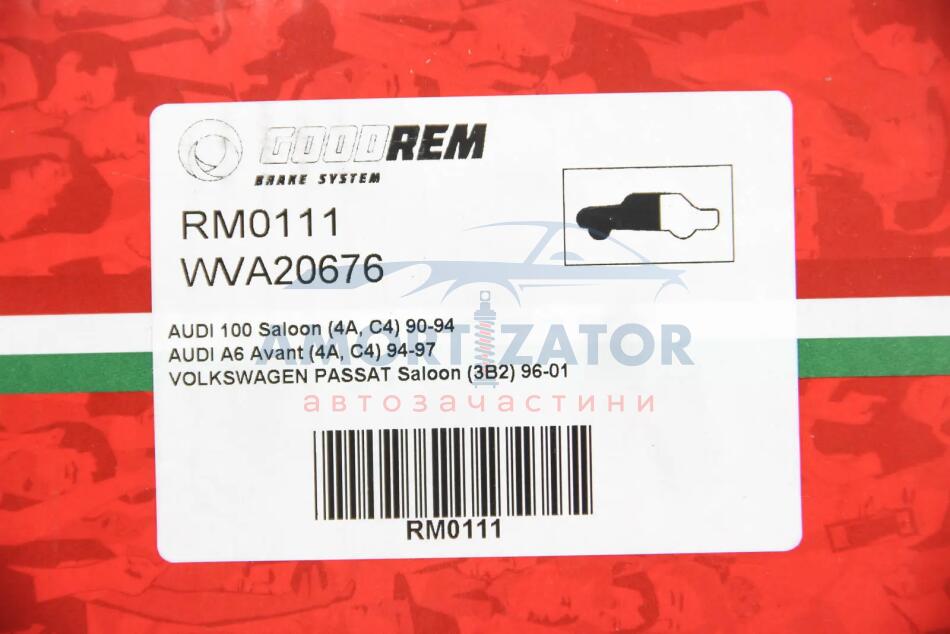 GOODREM
BRAKE SYSTEM
RM0111
WVA20676
AUDI 100 Saloon (4A, C4) 90-94
AUDI A6 Avant (4A, C4) 94-97
VOLKSWAGEN PASSAT Saloon (3B2) 96-01
AMORTIZATOR
автозачастини
RM0111